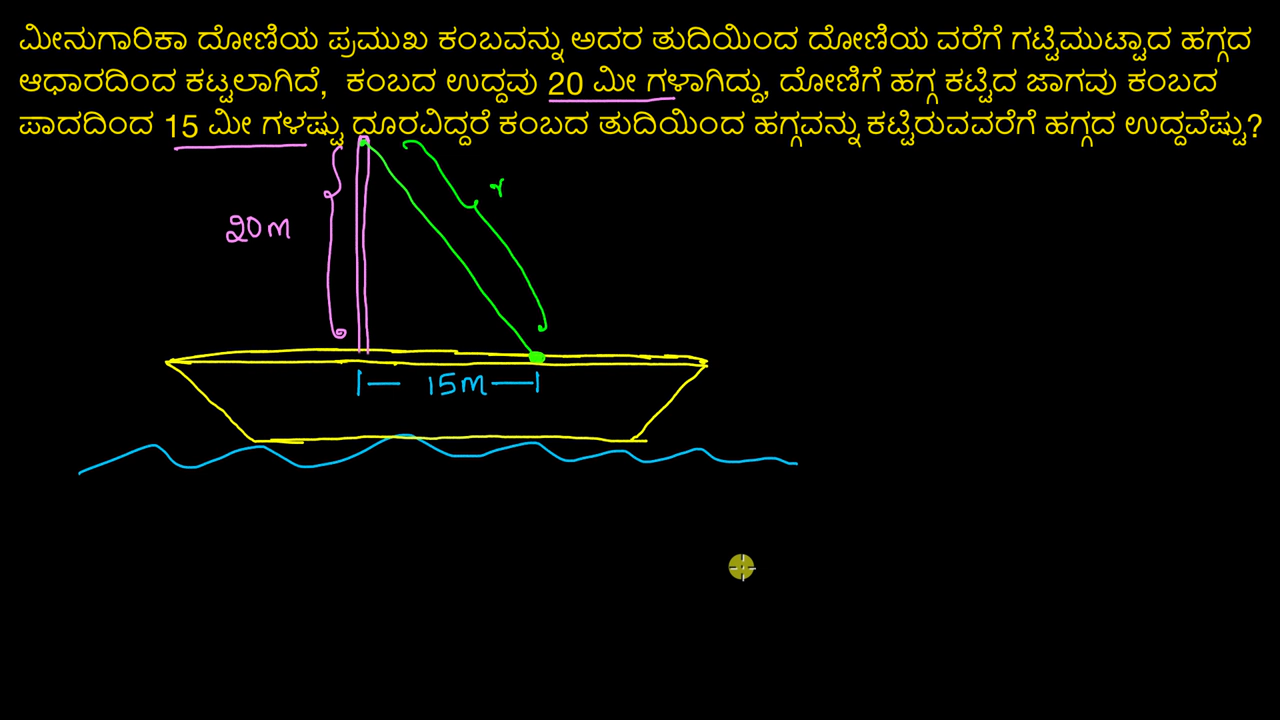 ಮೀನುಗಾರಿಕಾ ದೋಣಿಯ ಪ್ರಮುಖ ಕಂಬವನ್ನು ಅದರ ತುದಿಯಿಂದ ದೋಣಿಯ ವರೆಗೆ ಗಟ್ಟಿಮುಟ್ಟಾದ ಹಗ್ಗದ
ಆಧಾರದಿಂದ ಕಟ್ಟಲಾಗಿದೆ, ಕಂಬದ ಉದ್ದವು 20 ಮೀ ಗಳಾಗಿದ್ದು, ದೋಣಿಗೆ ಹಗ್ಗ ಕಟ್ಟಿದ ಜಾಗವು ಕಂಬದ
ಪಾದದಿಂದ 15 ಮೀ ಗಳಷ್ಟು ದೂರವಿದ್ದರೆ ಕಂಬದ ತುದಿಯಿಂದ ಹಗ್ಗವನ್ನು ಕಟ್ಟಿರುವವರೆಗೆ ಹಗ್ಗದ ಉದ್ದವೆಷ್ಟು?
r
20m
15m